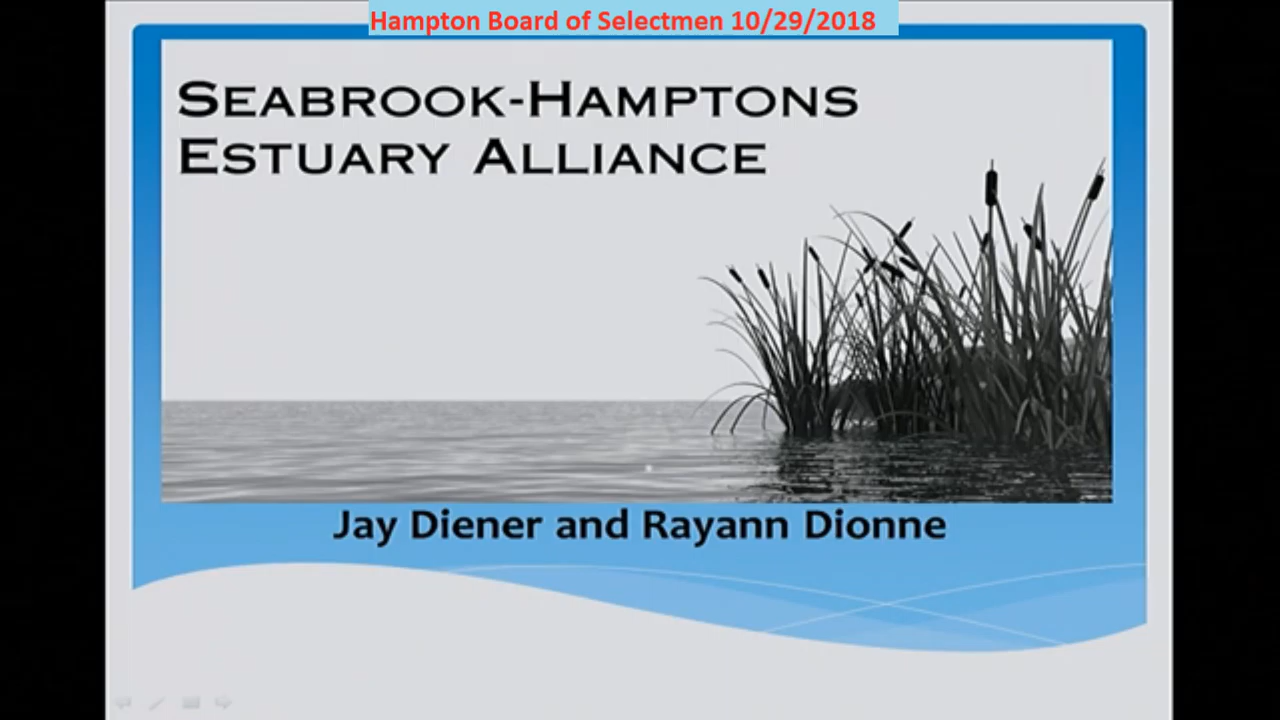 Hampton Board of Selectmen 10/29/2018
SEABROOK-HAMPTONS
ESTUARY ALLIANCE
Jay Diener and Rayann Dionne